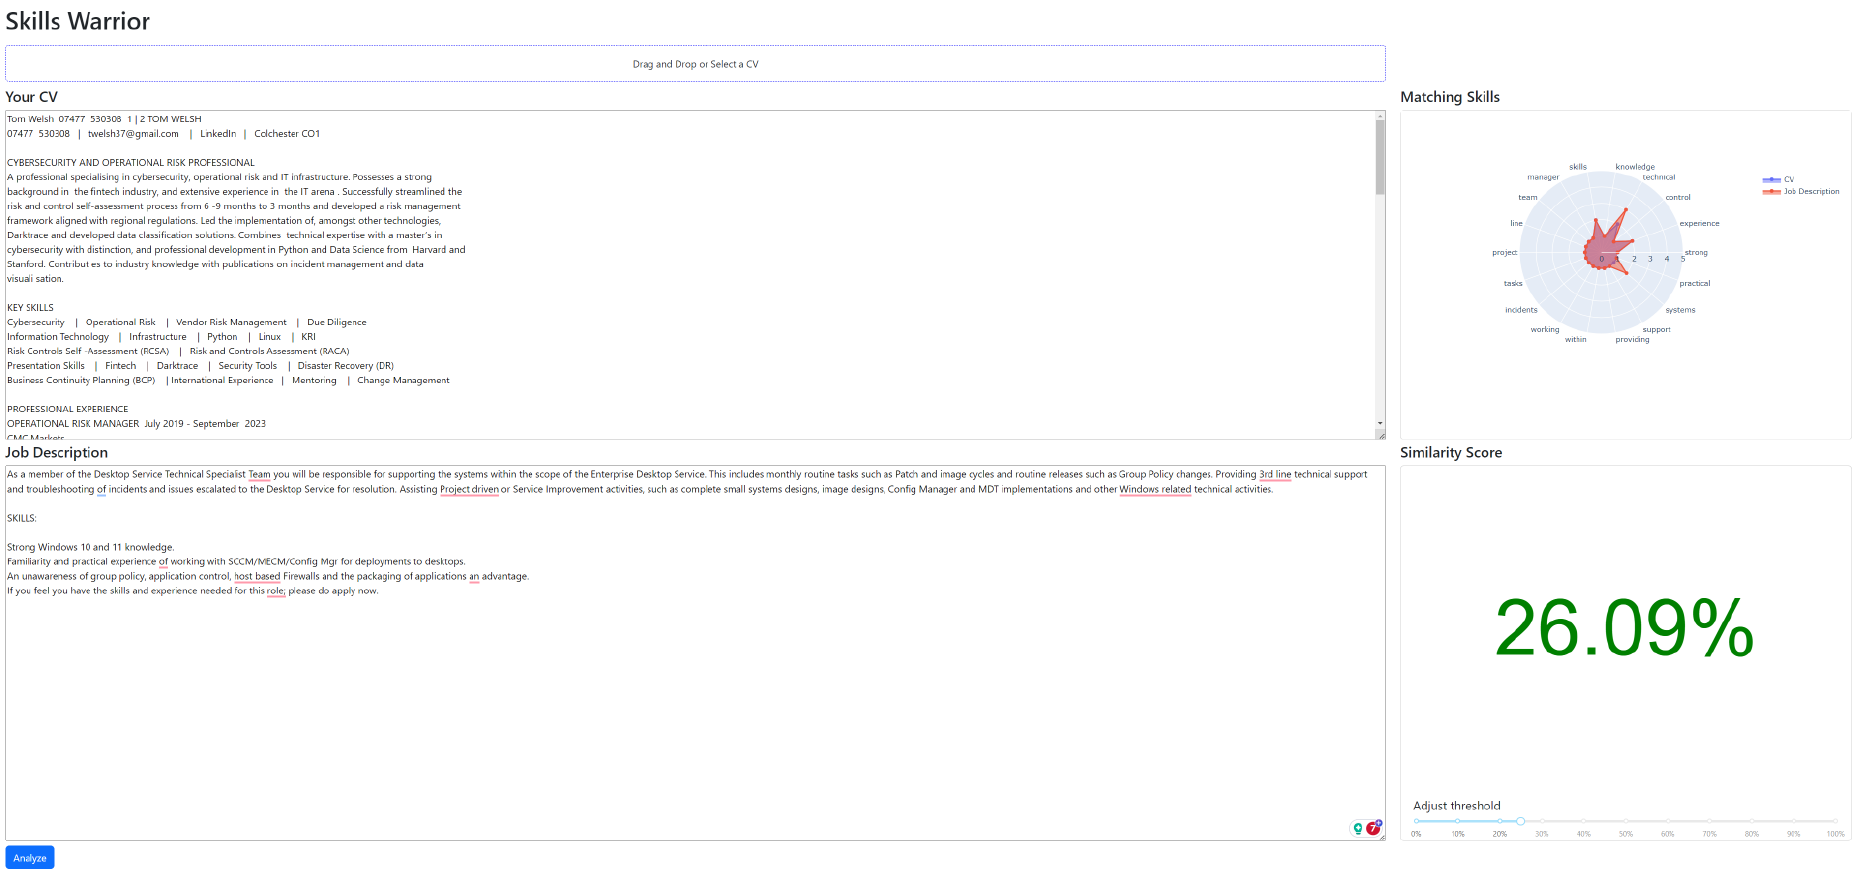 Skills Warrior
Drag and Drop or Select a CV
Your CV
Tom Welsh 07477 530308 1 | 2 TOM WELSH
07477 530308 | twelsh37@gmail.com | LinkedIn | Colchester CO1
CYBERSECURITY AND OPERATIONAL RISK PROFESSIONAL
A professional specialising in cybersecurity, operational risk and IT infrastructure. Possesses a strong
background in the fintech industry, and extensive experience in the IT arena . Successfully streamlined the
risk and control self-assessment process from 6 -9 months to 3 months and developed a risk management
framework aligned with regional regulations. Led the implementation of, amongst other technologies,
Darktrace and developed data classification solutions. Combines technical expertise with a master's in
cybersecurity with distinction, and professional development in Python and Data Science from Harvard and
Stanford. Contribut es to industry knowledge with publications on incident management and data
visuali sation.
KEY SKILLS
Cybersecurity | Operational Risk | Vendor Risk Management | Due Diligence
Information Technology | Infrastructure | Python | Linux | KRI
Risk Controls Self -Assessment (RCSA) | Risk and Controls Assessment (RACA)
Presentation Skills | Fintech | Darktrace | Security Tools | Disaster Recovery (DR)
Business Continuity Planning (BCP) | International Experience | Mentoring | Change Management
PROFESSIONAL EXPERIENCE
OPERATIONAL RISK MANAGER July 2019 - September 2023
CMC Markets
Job Description
As a member of the Desktop Service Technical Specialist Team you will be responsible for supporting the systems within the scope of the Enterprise Desktop Service. This includes monthly routine tasks such as Patch and image cycles and routine releases such as Group Policy changes. Providing 3rd line technical support
and troubleshooting of incidents and issues escalated to the Desktop Service for resolution. Assisting Project driven or Service Improvement activities, such as complete small systems designs, image designs, Config Manager and MDT implementations and other Windows related technical activities.
SKILLS:
Strong Windows 10 and 11 knowledge.
Familiarity and practical experience of working with SCCM/MECM/Config Mgr for deployments to desktops.
An unawareness of group policy, application control, host based Firewalls and the packaging of applications an advantage.
If you feel you have the skills and experience needed for this role; please do apply now.
Analyze
Matching Skills
skills knowledge
manager technical
team control
line experience
project 0 1 2 3 4 5 strong
tasks practical
incidents systems
working support
within providing
CV
Job Description
Similarity Score
26.09%
Adjust threshold
0% 10% 20% 30% 40% 50% 60% 70% 80% 90% 100%